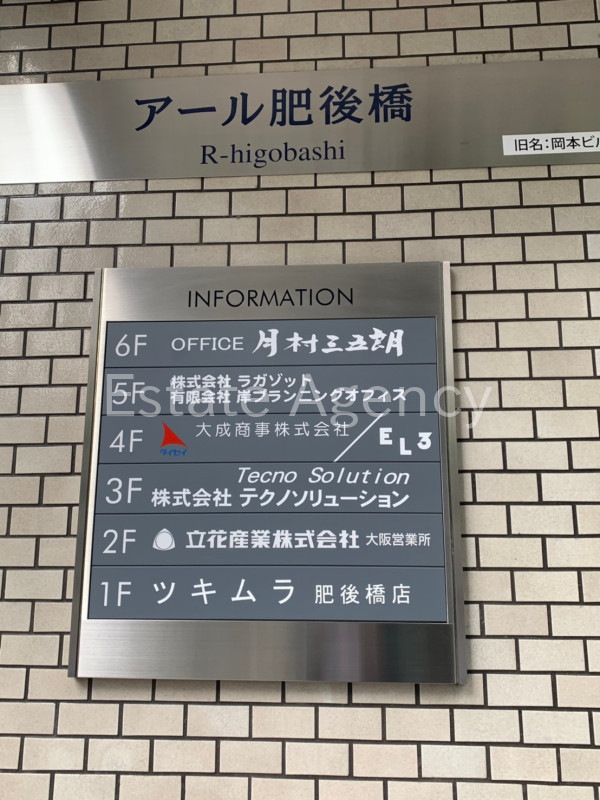 アール肥後橋
R-higobashi
旧名：岡本ビル
INFORMATION
6F OFFICE 月村三五朗
5F 株式会社 ラガゾット
有限会社 岸プランニングオフィス
Estate Agency
4F タイセイ 大成商事株式会社／EL3
3F Tecno Solution
株式会社 テクノソリューション
2F 立花産業株式会社 大阪営業所
1F ツキムラ 肥後橋店